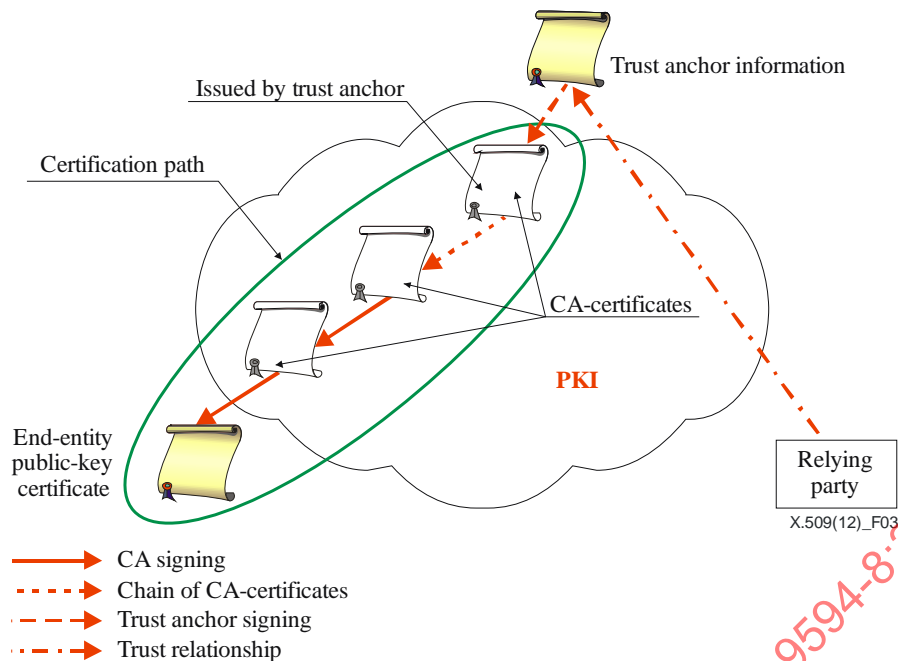 Trust anchor information
Issued by trust anchor
Certification path
CA-certificates
PKI
End-entity
public-key
certificate
Relying
party
X.509(12)_F03
CA signing
Chain of CA-certificates
Trust anchor signing
Trust relationship
9594-8: